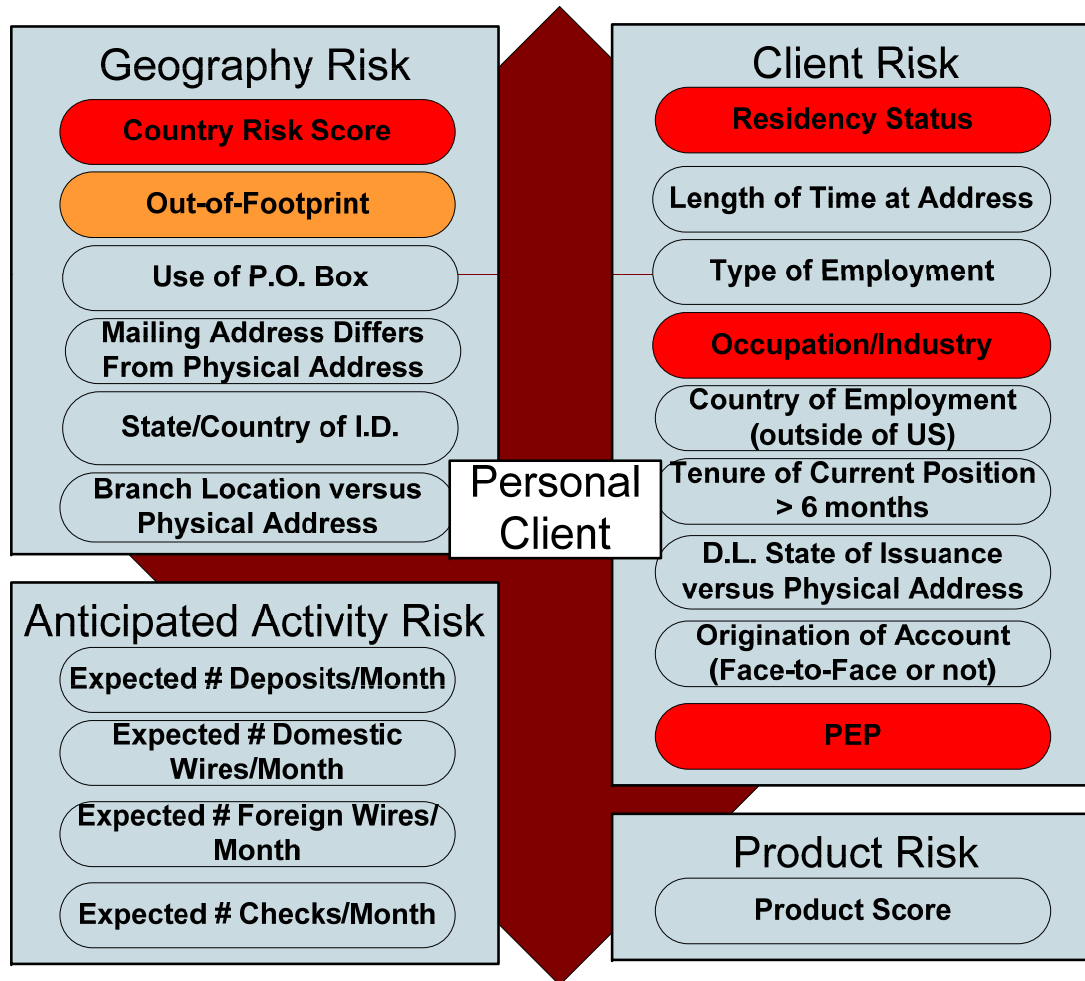 Geography Risk
Country Risk Score
Out-of-Footprint
Use of P.O. Box
Mailing Address Differs
From Physical Address
State/Country of I.D.
Branch Location versus
Physical Address
Client Risk
Residency Status
Length of Time at Address
Type of Employment
Occupation/Industry
Country of Employment
(outside of US)
Tenure of Current Position
> 6 months
D.L. State of Issuance
versus Physical Address
Origination of Account
(Face-to-Face or not)
PEP
Personal
Client
Anticipated Activity Risk
Expected # Deposits/Month
Expected # Domestic
Wires/Month
Expected # Foreign Wires/
Month
Expected # Checks/Month
Product Risk
Product Score